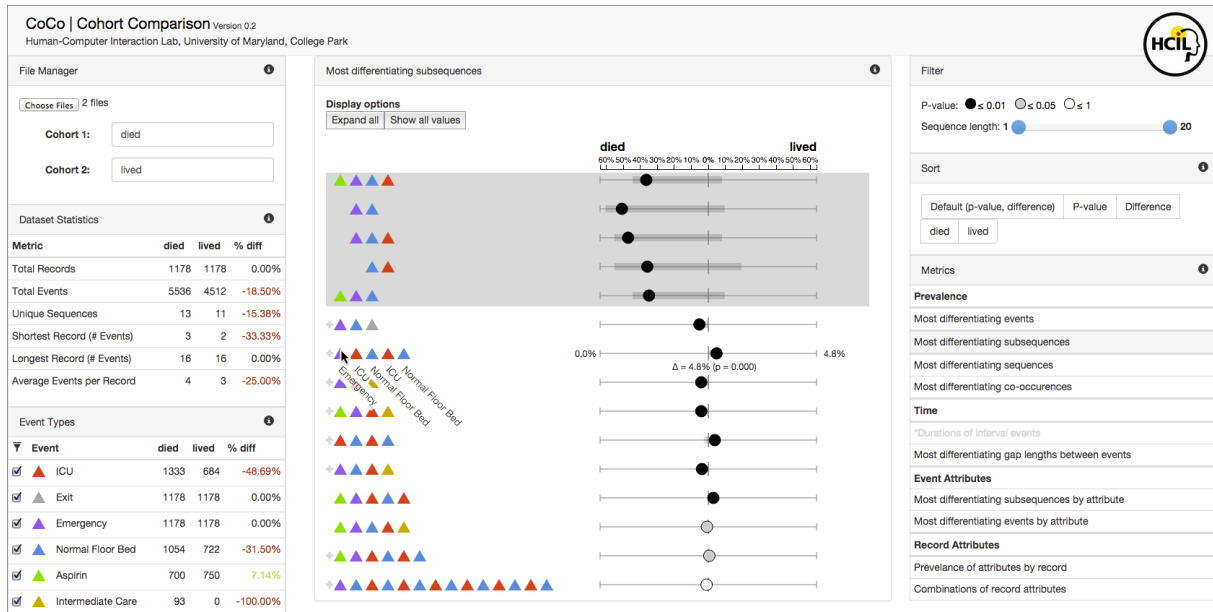 CoCo | Cohort Comparison Version 0.2
Human-Computer Interaction Lab, University of Maryland, College Park
HCIL
File Manager
Choose Files 2 files
Cohort 1: died
Cohort 2: lived
Dataset Statistics
Metric died lived % diff
Total Records 1178 1178 0.00%
Total Events 5536 4512 -18.50%
Unique Sequences 13 11 -15.38%
Shortest Record (# Events) 3 2 -33.33%
Longest Record (# Events) 16 16 0.00%
Average Events per Record 4 3 -25.00%
Event Types
Event died lived % diff
ICU 1333 684 -48.69%
Exit 1178 1178 0.00%
Emergency 1178 1178 0.00%
Normal Floor Bed 1054 722 -31.50%
Aspirin 700 750 7.14%
Intermediate Care 93 0 -100.00%
Most differentiating subsequences
Display options
Expand all Show all values
died lived
60% 50% 40% 30% 20% 10% 0% 10% 20% 30% 40% 50% 60%
0.0% 4.8%
Δ = 4.8% (p = 0.000)
Emergency
ICU
Normal Floor Bed
ICU
Normal Floor Bed
Filter
P-value: ≤ 0.01 ≤ 0.05 ≤ 1
Sequence length: 1 20
Sort
Default (p-value, difference) P-value Difference
died lived
Metrics
Prevalence
Most differentiating events
Most differentiating subsequences
Most differentiating sequences
Most differentiating co-occurences
Time
*Durations of interval events
Most differentiating gap lengths between events
Event Attributes
Most differentiating subsequences by attribute
Most differentiating events by attribute
Record Attributes
Prevelance of attributes by record
Combinations of record attributes